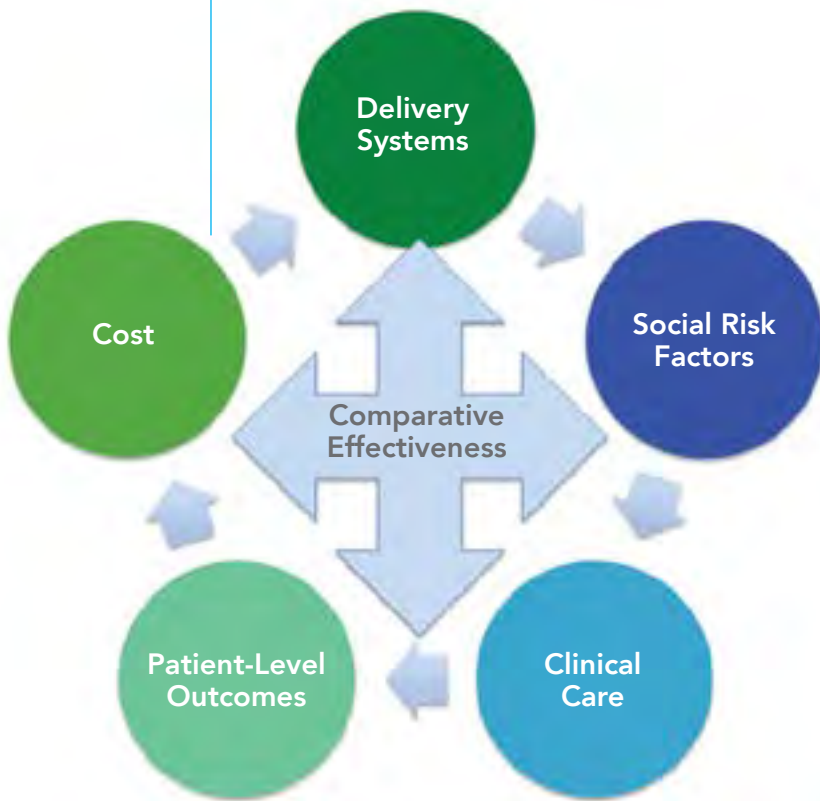 Delivery
Systems
Cost
Social Risk
Factors
Comparative
Effectiveness
Patient-Level
Outcomes
Clinical
Care